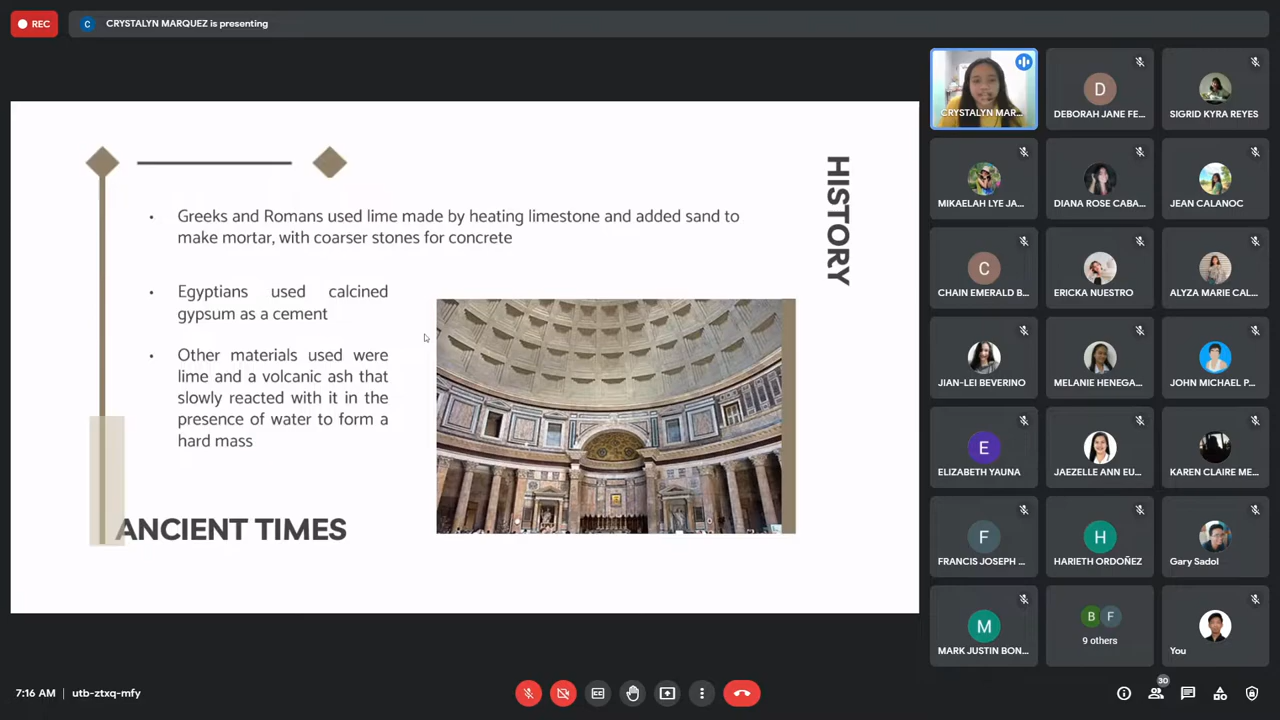 REC
C
CRYSTALYN MARQUEZ is presenting
HISTORY
• Greeks and Romans used lime made by heating limestone and added sand to
make mortar, with coarser stones for concrete
• Egyptians used calcined
gypsum as a cement
• Other materials used were
lime and a volcanic ash that
slowly reacted with it in the
presence of water to form a
hard mass
ANCIENT TIMES
CRYSTALYN MAR...
D
DEBORAH JANE FE...
SIGRID KYRA REYES
MIKAELAH LYE JA...
DIANA ROSE CABA...
JEAN CALANOC
C
CHAIN EMERALD B...
ERICKA NUESTRO
ALYZA MARIE CAL...
JIAN-LEI BEVERINO
MELANIE HENEGA...
JOHN MICHAEL P...
E
ELIZABETH YAUNA
JAEZELLE ANN EU...
KAREN CLAIRE ME...
F
FRANCIS JOSEPH ...
H
HARIETH ORDOÑEZ
Gary Sadol
M
MARK JUSTIN BON...
B F
9 others
You
7:16 AM | utb-ztxq-mfy
30